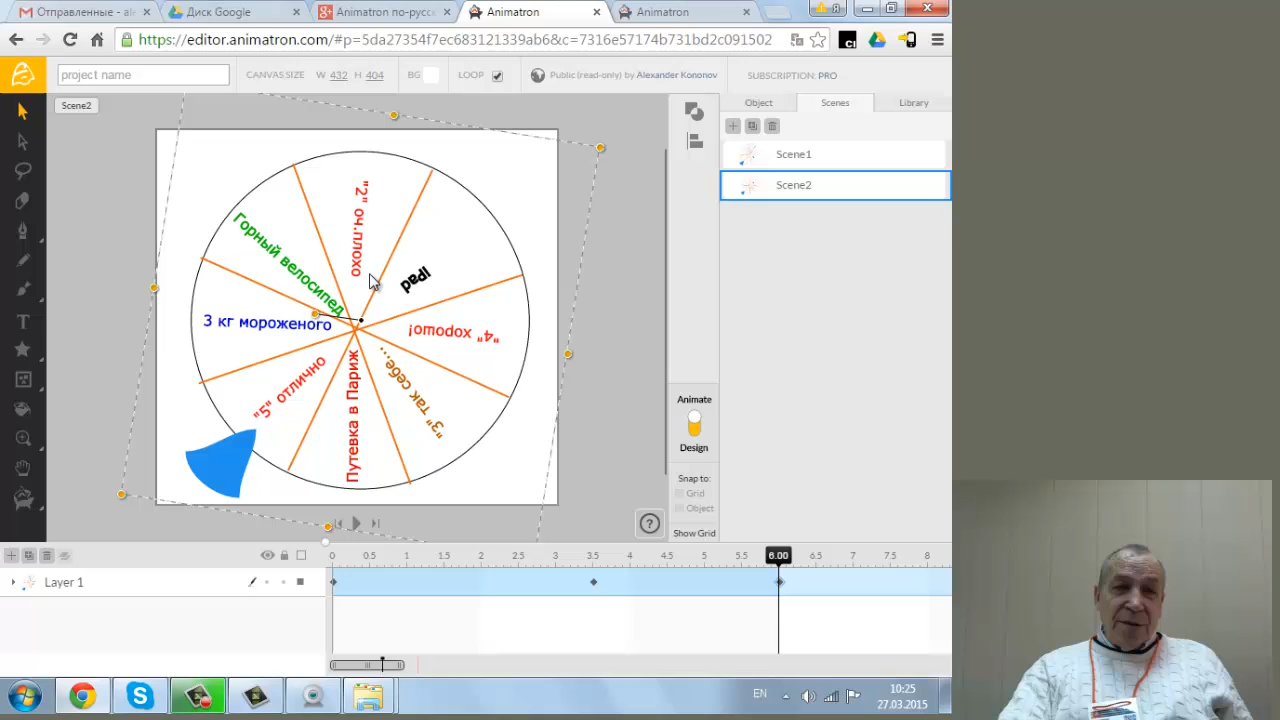 Отправленные - ale
Диск Google
Animatron по-русск
Animatron
Animatron
Я
https://editor.animatron.com/#p=5da27354f7ec683121339ab6&c=7316e57174b731bd2c091502
project name
CANVAS SIZE W 432 H 404
BG
LOOP
Public (read-only) by Alexander Kononov
SUBSCRIPTION: PRO
Scene2
Object
Scenes
Library
Scene1
Scene2
"2" оч.плохо
Горный велосипед
IPad
3 кг мороженого
"4" хорошо!
"5" отлично
Путевка в Париж
"3" так себе...
Animate
Design
Snap to:
Grid
Object
Show Grid
?
0 0.5 1 1.5 2 2.5 3 3.5 4 4.5 5 5.5 6.00 6.5 7 7.5 8
Layer 1
EN
10:25
27.03.2015